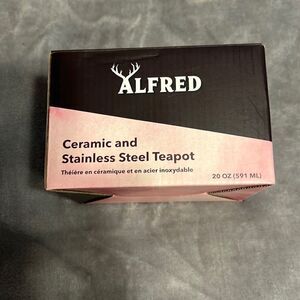 ALFRED
Ceramic and
Stainless Steel Teapot
Théière en céramique et en acier inoxydable
20 OZ (591 ML)